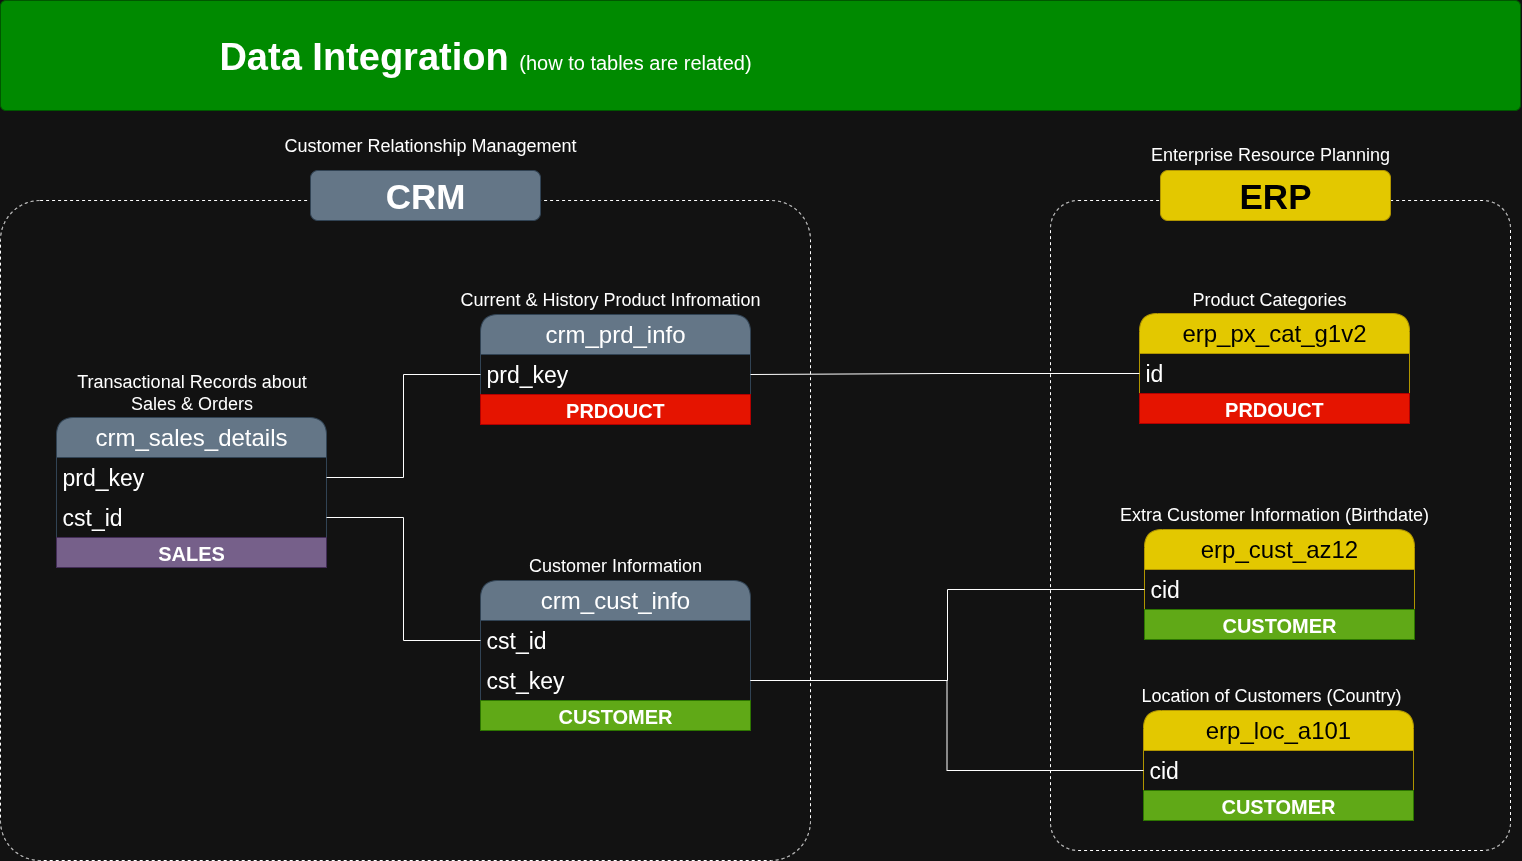 Data Integration (how to tables are related)
Customer Relationship Management
CRM
Current & History Product Infromation
crm_prd_info
prd_key
PRDOUCT
Transactional Records about
Sales & Orders
crm_sales_details
prd_key
cst_id
SALES
Customer Information
crm_cust_info
cst_id
cst_key
CUSTOMER
Enterprise Resource Planning
ERP
Product Categories
erp_px_cat_g1v2
id
PRDOUCT
Extra Customer Information (Birthdate)
erp_cust_az12
cid
CUSTOMER
Location of Customers (Country)
erp_loc_a101
cid
CUSTOMER